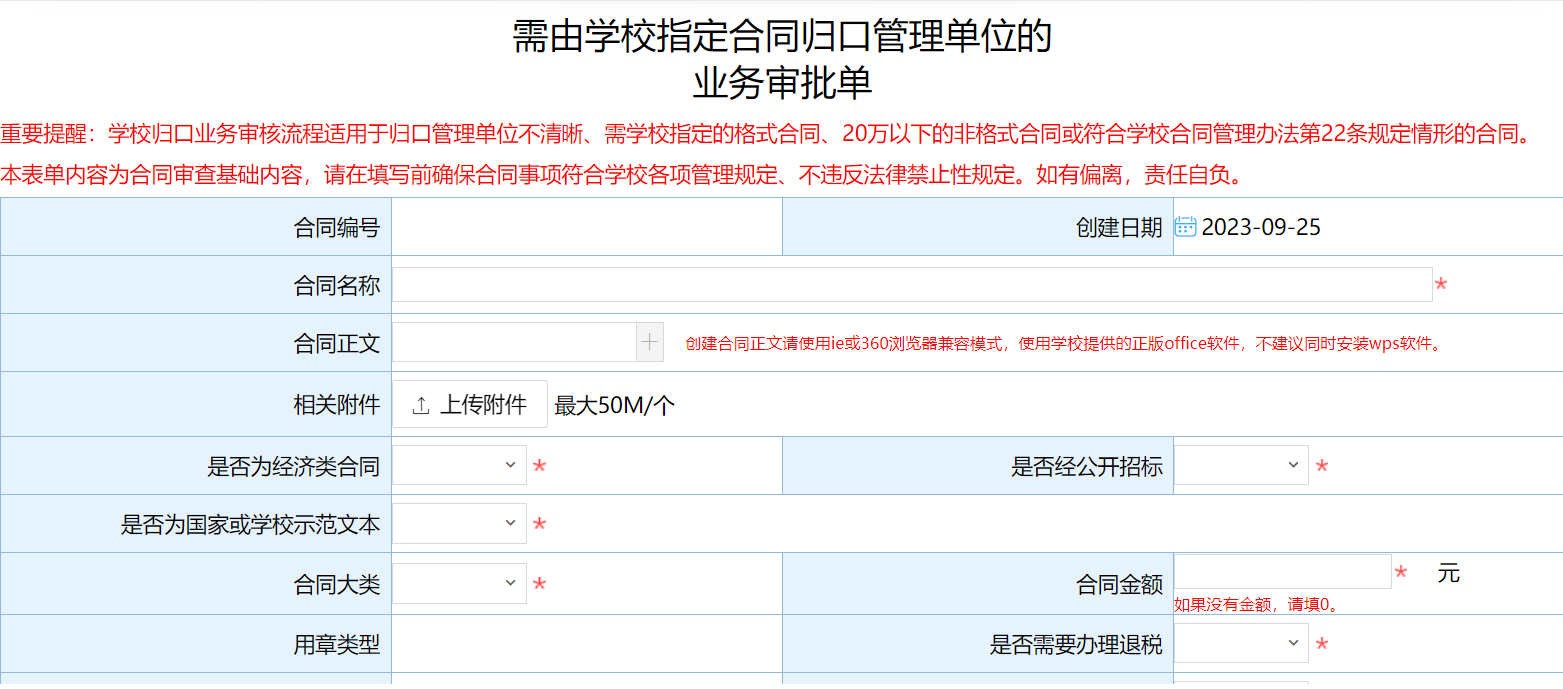 需由学校指定合同归口管理单位的
业务审批单
重要提醒：学校归口业务审核流程适用于归口管理单位不清晰、需学校指定的格式合同、20万以下的非格式合同或符合学校合同管理办法第22条规定情形的合同。
本表单内容为合同审查基础内容，请在填写前确保合同事项符合学校各项管理规定、不违反法律禁止性规定。如有偏离，责任自负。
合同编号 创建日期 2023-09-25
合同名称 *
合同正文 创建合同正文请使用ie或360浏览器兼容模式，使用学校提供的正版office软件，不建议同时安装wps软件。
相关附件 上传附件 最大50M/个
是否为经济类合同 * 是否经公开招标 *
是否为国家或学校示范文本 *
合同大类 * 合同金额 * 元
如果没有金额，请填0。
用章类型 是否需要办理退税 *